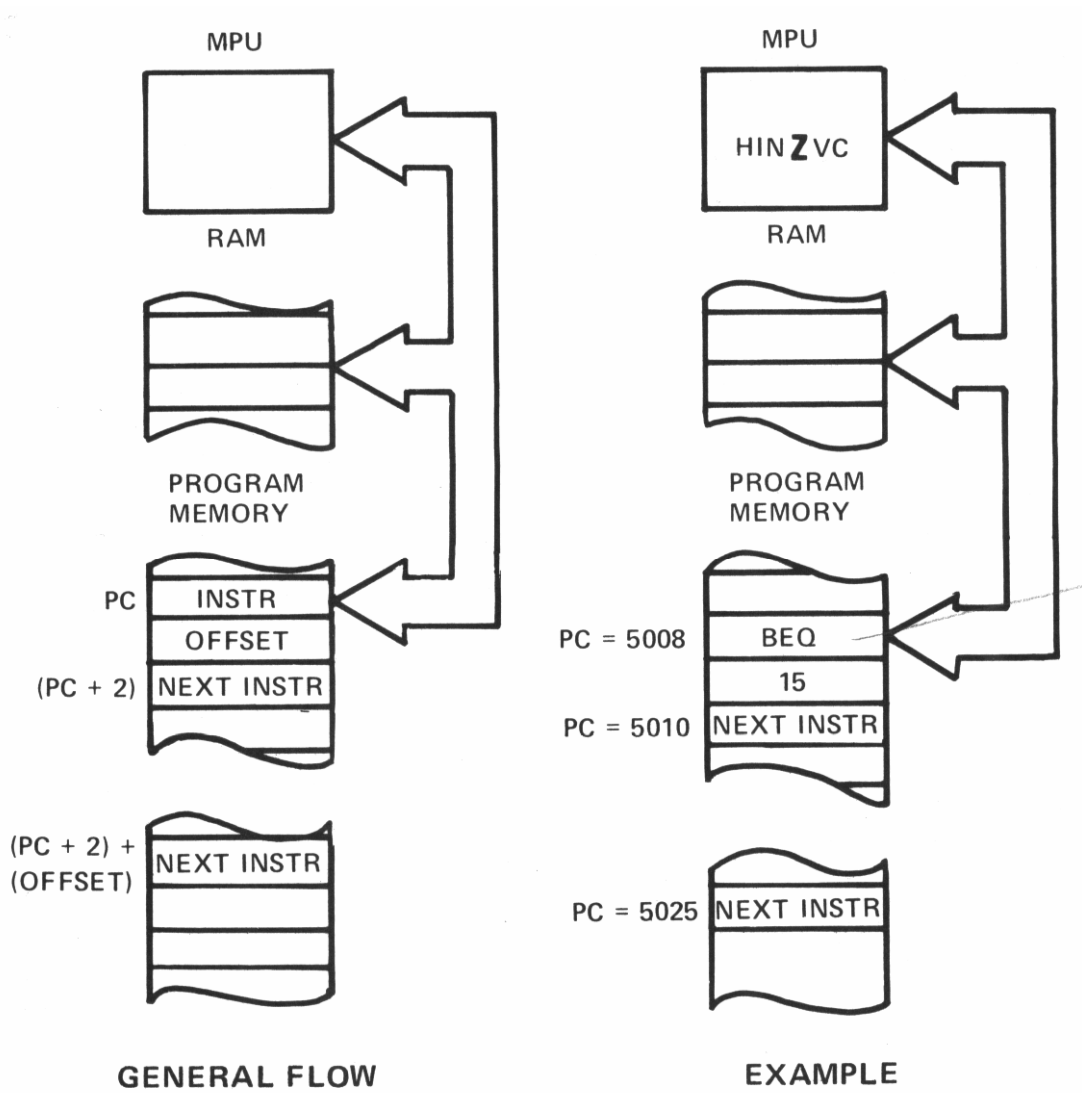 MPU
RAM
PROGRAM
MEMORY
PC
INSTR
OFFSET
(PC + 2)
NEXT INSTR
(PC + 2) +
(OFFSET)
NEXT INSTR
GENERAL FLOW
MPU
HINZVC
RAM
PROGRAM
MEMORY
PC = 5008
BEQ
15
PC = 5010
NEXT INSTR
PC = 5025
NEXT INSTR
EXAMPLE